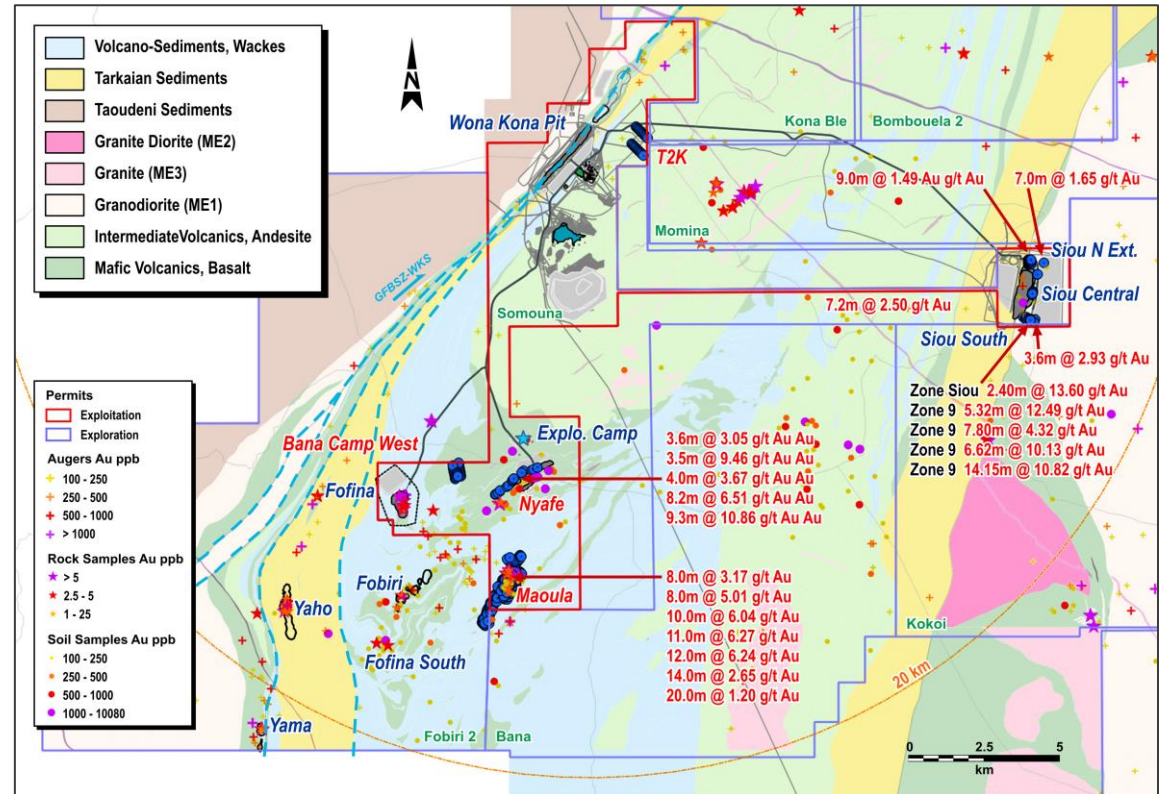 Volcano-Sediments, Wackes
Tarkaian Sediments
Taoudeni Sediments
Granite Diorite (ME2)
Granite (ME3)
Granodiorite (ME1)
IntermediateVolcanics, Andesite
Mafic Volcanics, Basalt
N
Wona Kona Pit
Kona Ble
Bombouela 2
T2K
9.0m @ 1.49 Au g/t Au
7.0m @ 1.65 g/t Au
Momina
Siou N Ext.
GFBSZ-WKS
Siou Central
Somouna
7.2m @ 2.50 g/t Au
Siou South
3.6m @ 2.93 g/t Au
Zone Siou 2.40m @ 13.60 g/t Au
Zone 9 5.32m @ 12.49 g/t Au
Zone 9 7.80m @ 4.32 g/t Au
Zone 9 6.62m @ 10.13 g/t Au
Zone 9 14.15m @ 10.82 g/t Au
Permits
Exploitation
Exploration
Augers Au ppb
100 - 250
250 - 500
500 - 1000
> 1000
Rock Samples Au ppb
> 5
2.5 - 5
1 - 25
Soil Samples Au ppb
100 - 250
250 - 500
500 - 1000
1000 - 10080
Bana Camp West
Explo. Camp
Fofina
Nyafe
3.6m @ 3.05 g/t Au Au
3.5m @ 9.46 g/t Au Au
4.0m @ 3.67 g/t Au Au
8.2m @ 6.51 g/t Au Au
9.3m @ 10.86 g/t Au Au
Fobiri
Maoula
Yaho
Fofina South
8.0m @ 3.17 g/t Au
8.0m @ 5.01 g/t Au
10.0m @ 6.04 g/t Au
11.0m @ 6.27 g/t Au
12.0m @ 6.24 g/t Au
14.0m @ 2.65 g/t Au
20.0m @ 1.20 g/t Au
Kokoi
20 km
Yama
Fobiri 2
Bana
0 2.5 5
km